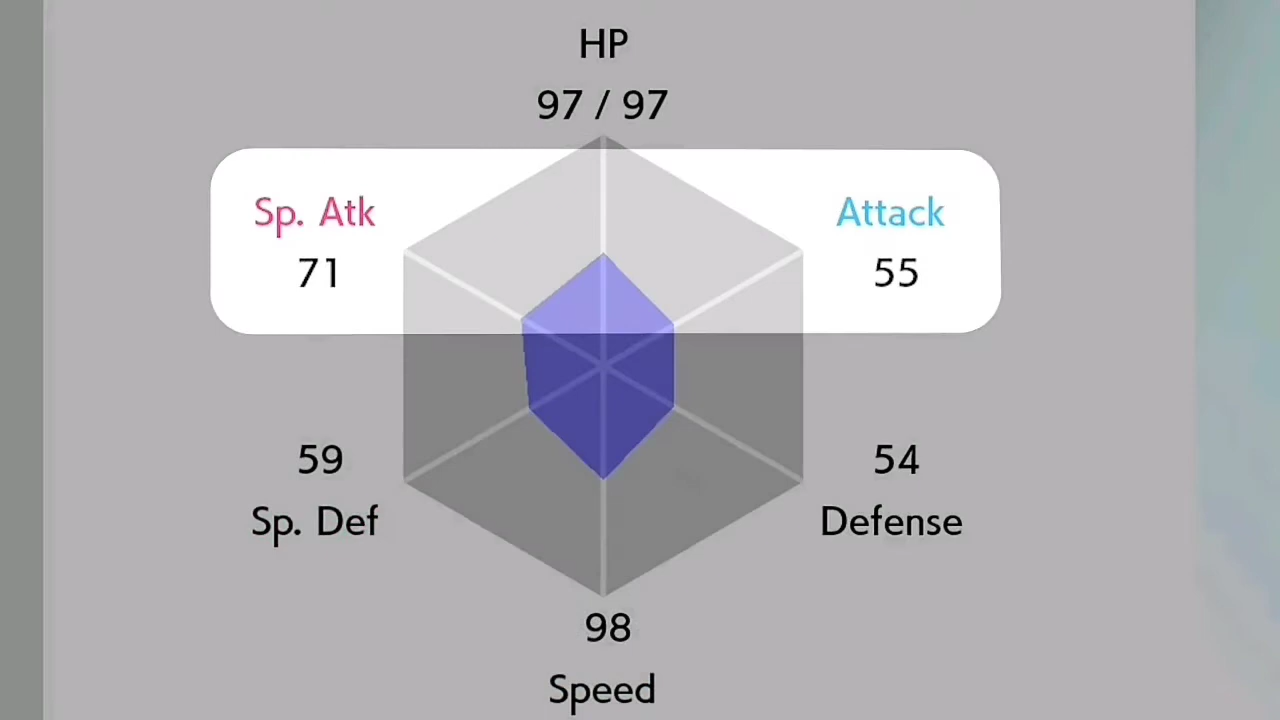 HP
97 / 97
Sp. Atk
71
Attack
55
59
Sp. Def
54
Defense
98
Speed